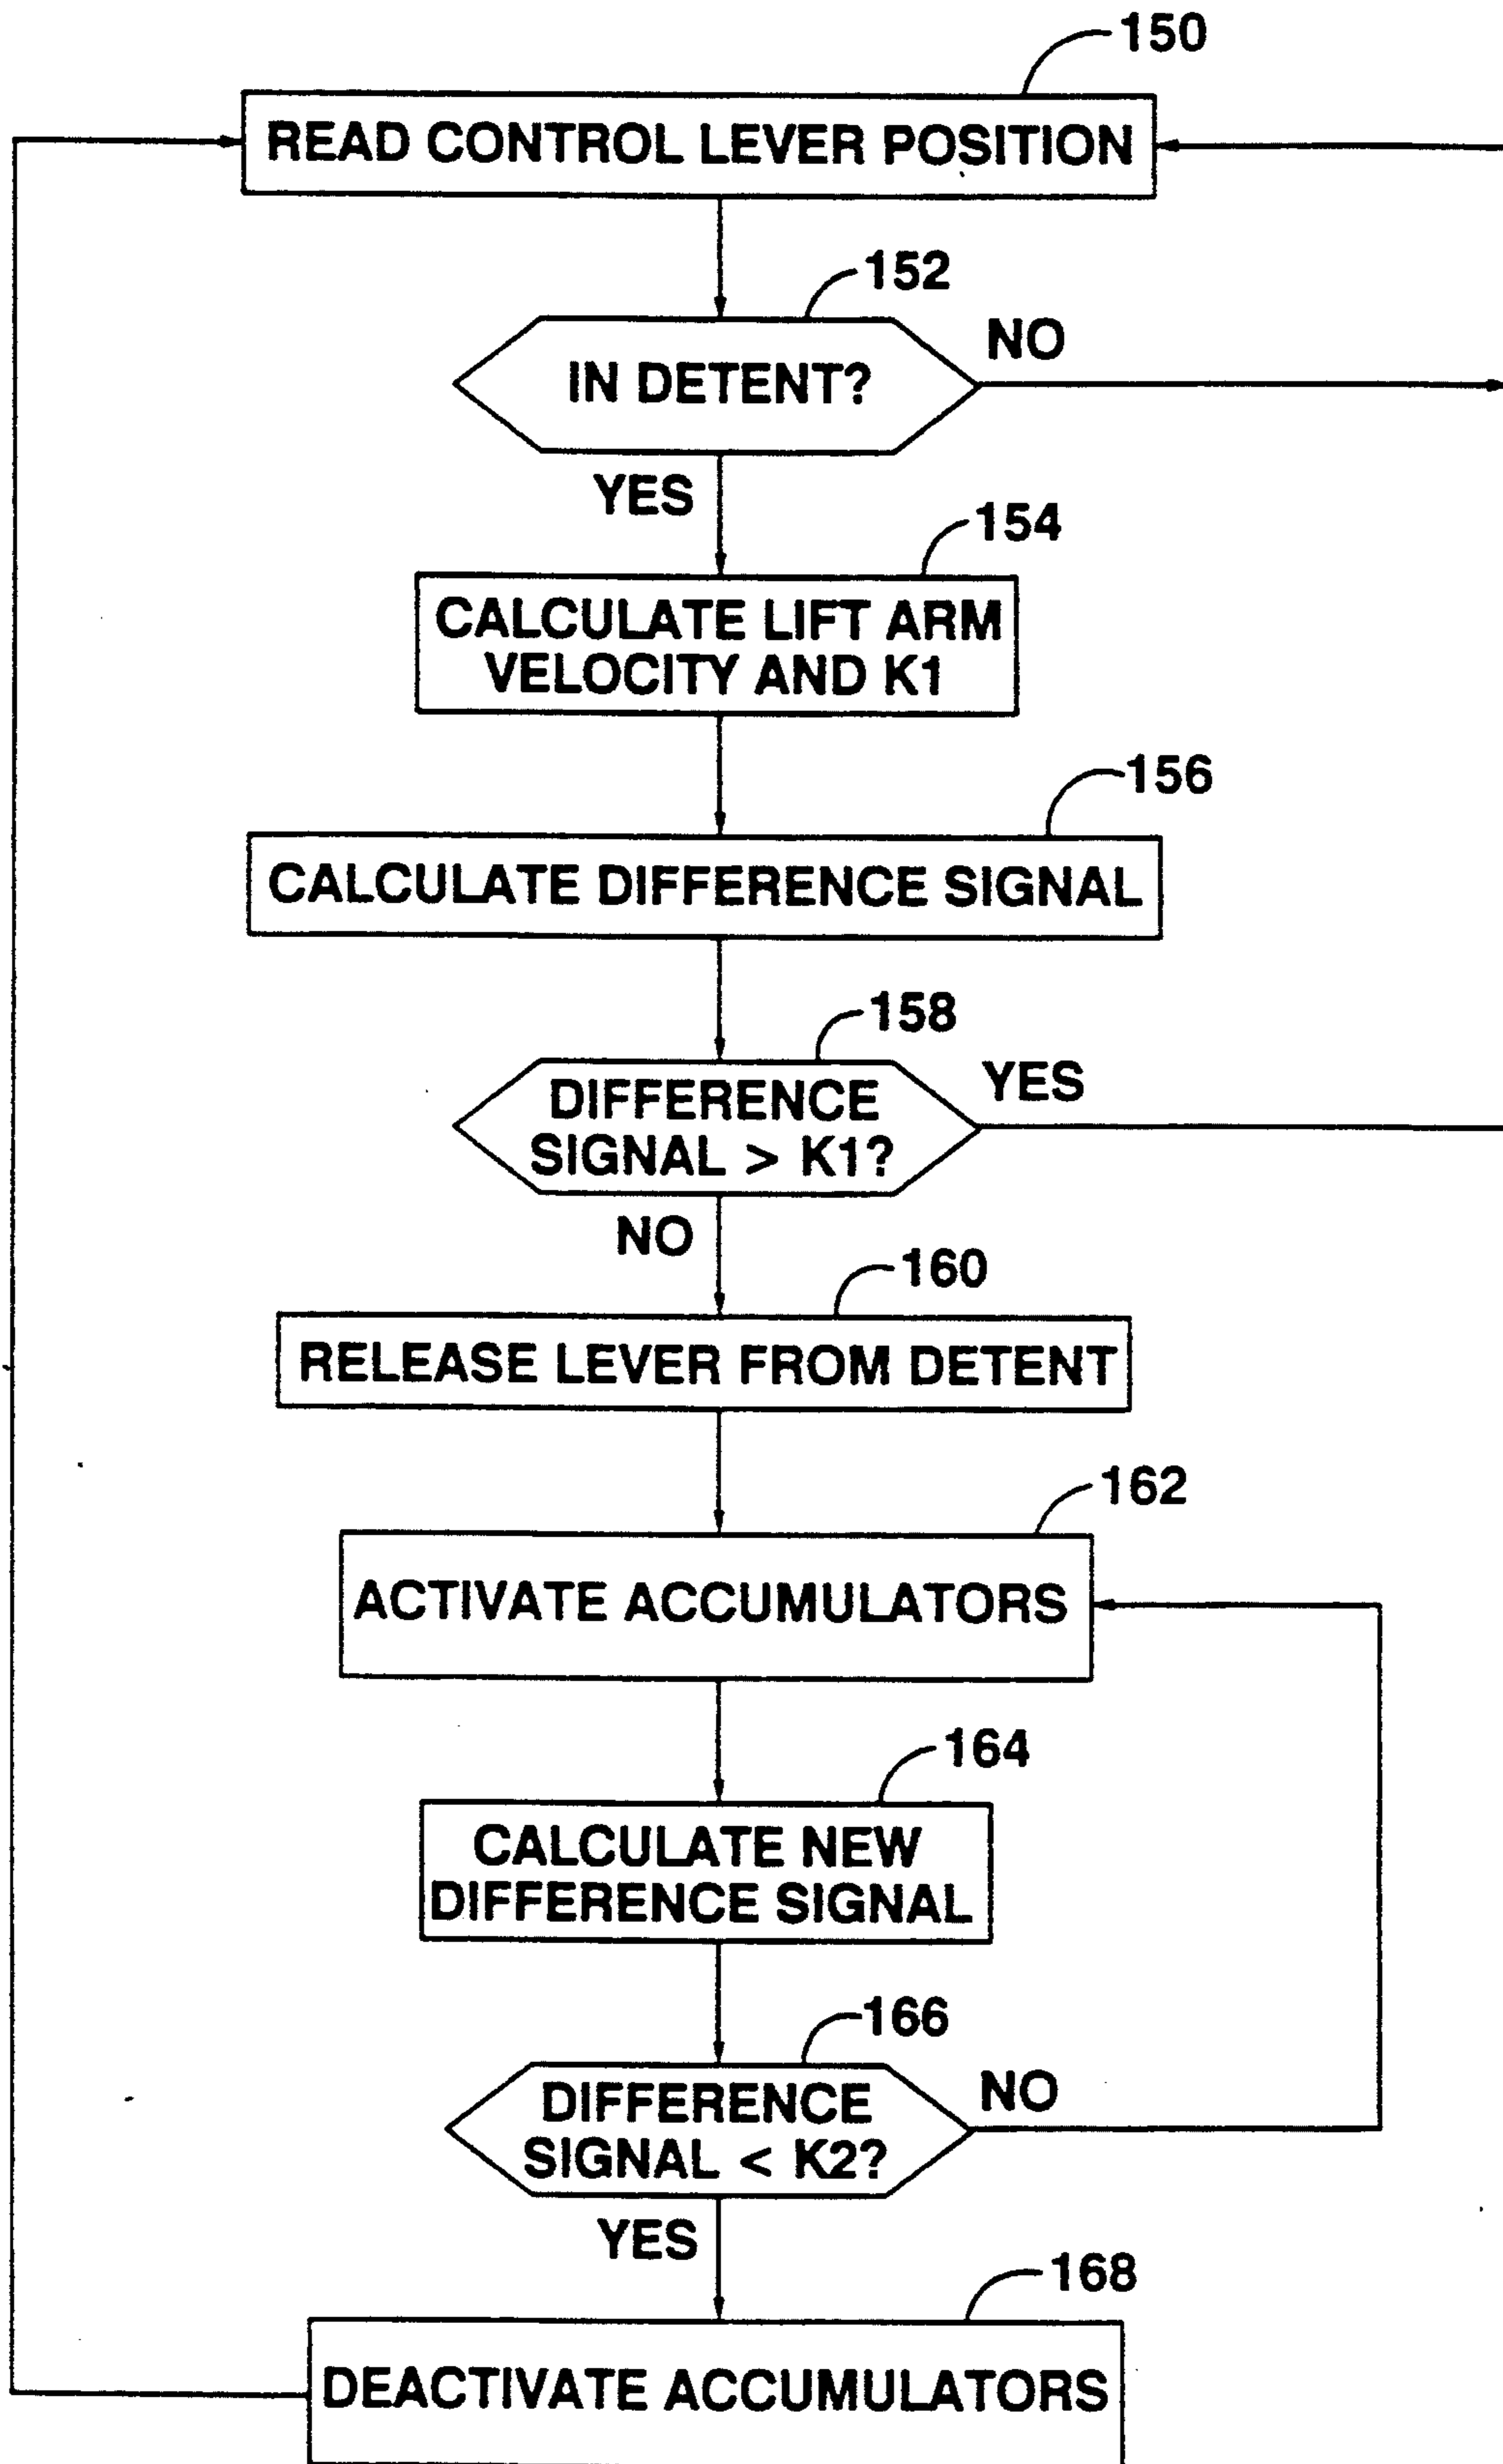 150
READ CONTROL LEVER POSITION
152
IN DETENT?
NO
YES
154
CALCULATE LIFT ARM
VELOCITY AND K1
156
CALCULATE DIFFERENCE SIGNAL
158
DIFFERENCE
SIGNAL > K1?
YES
NO
160
RELEASE LEVER FROM DETENT
162
ACTIVATE ACCUMULATORS
164
CALCULATE NEW
DIFFERENCE SIGNAL
166
DIFFERENCE
SIGNAL < K2?
NO
YES
168
DEACTIVATE ACCUMULATORS